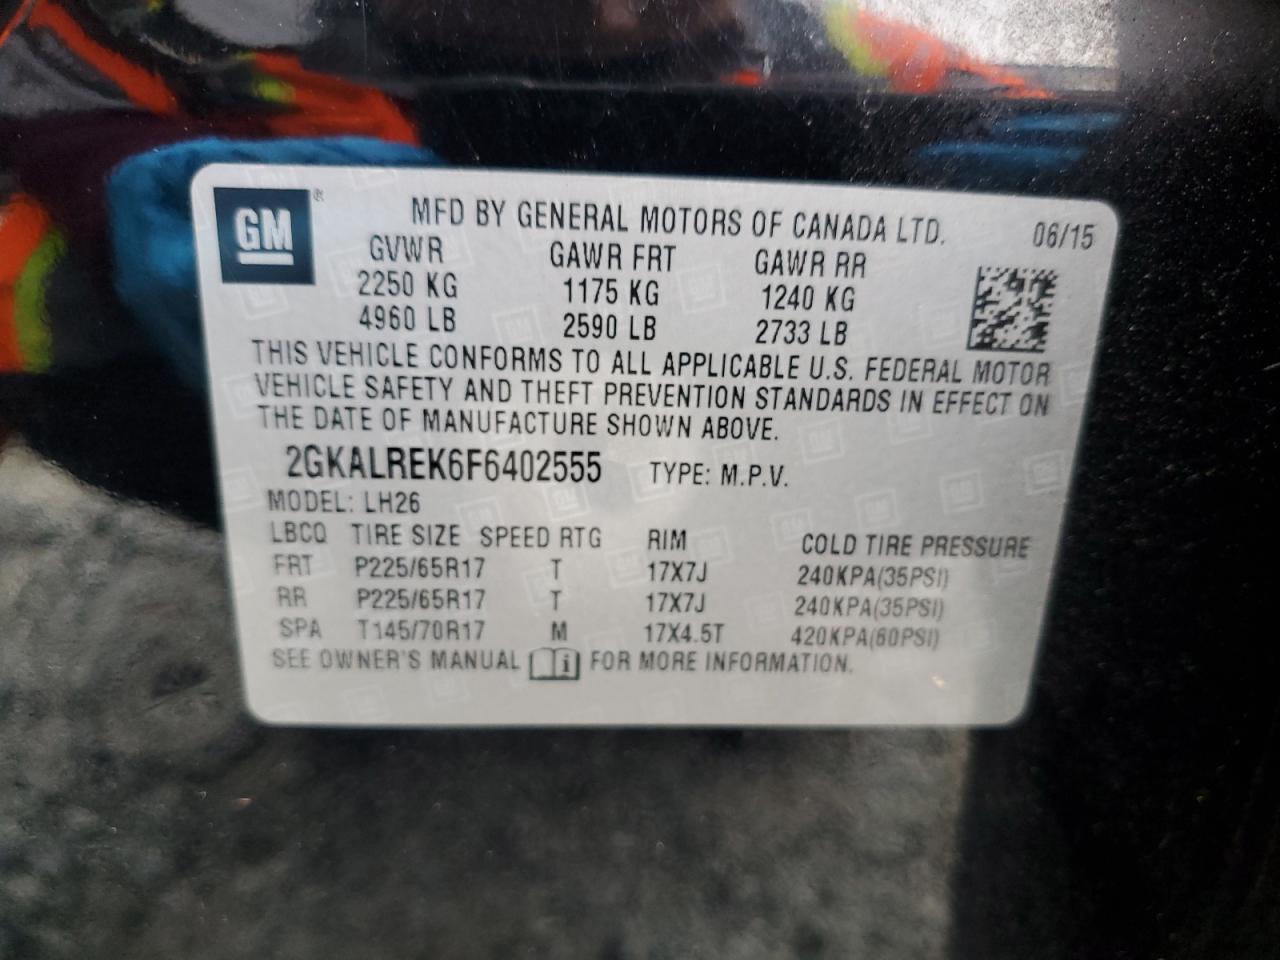 GM ®
MFD BY GENERAL MOTORS OF CANADA LTD. 06/15
GVWR GAWR FRT GAWR RR
2250 KG 1175 KG 1240 KG
4960 LB 2590 LB 2733 LB
THIS VEHICLE CONFORMS TO ALL APPLICABLE U.S. FEDERAL MOTOR
VEHICLE SAFETY AND THEFT PREVENTION STANDARDS IN EFFECT ON
THE DATE OF MANUFACTURE SHOWN ABOVE.
2GKALREK6F6402555 TYPE: M.P.V.
MODEL: LH26
LBCQ TIRE SIZE SPEED RTG RIM COLD TIRE PRESSURE
FRT P225/65R17 T 17X7J 240KPA(35PSI)
RR P225/65R17 T 17X7J 240KPA(35PSI)
SPA T145/70R17 M 17X4.5T 420KPA(60PSI)
SEE OWNER'S MANUAL i FOR MORE INFORMATION.